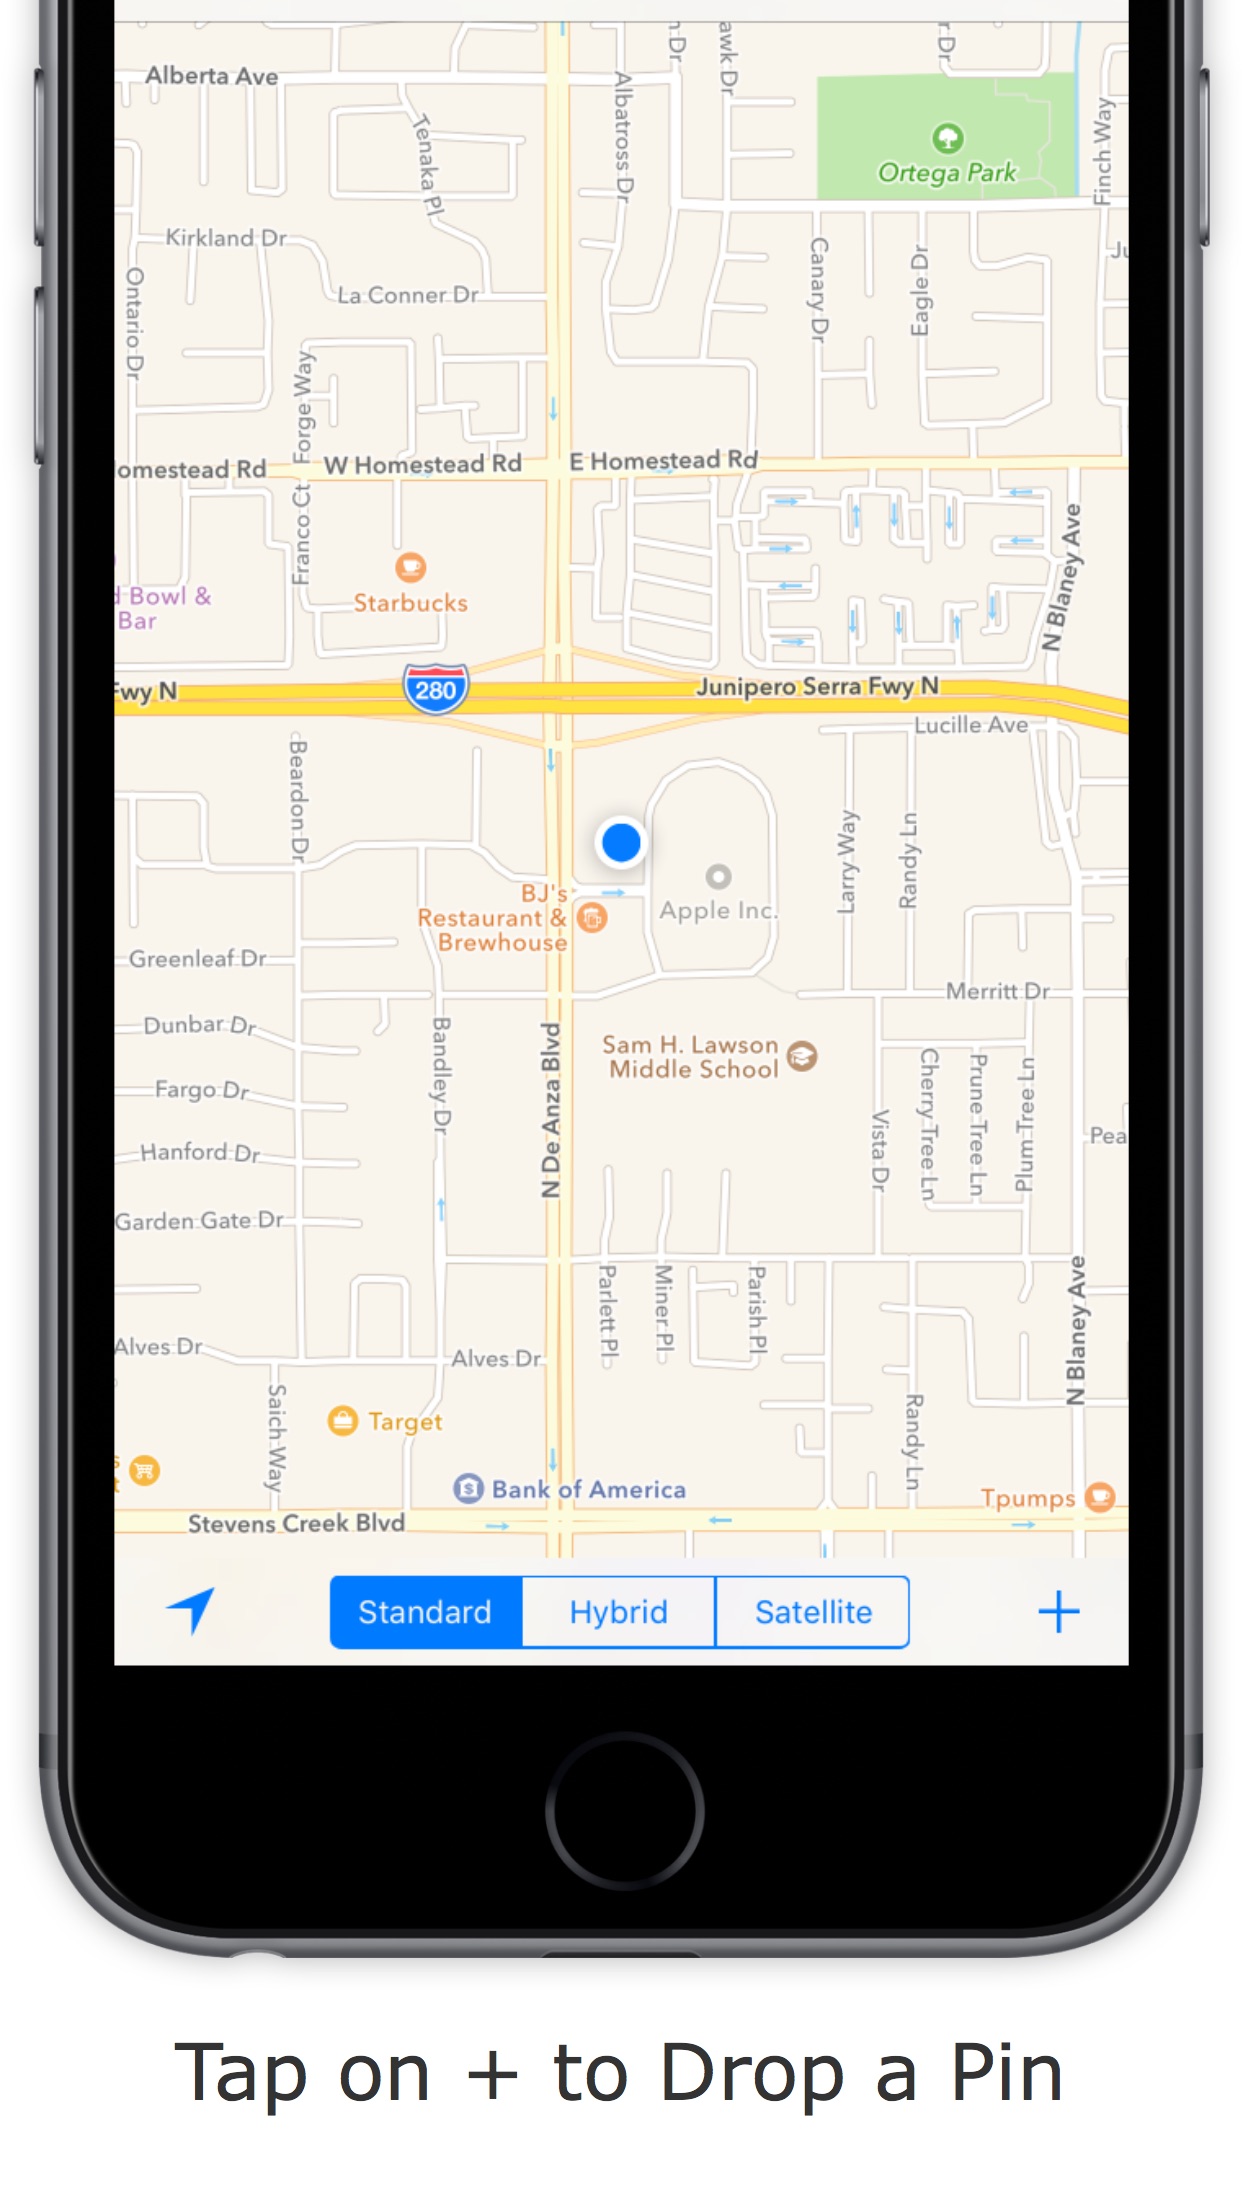 Dr
Alberta Ave
Tenaka Pl
Albatross Dr
Ortega Park
Finch Way
Kirkland Dr
Ontario Dr
La Conner Dr
Canary Dr
Eagle Dr
Forge Way
W Homestead Rd
E Homestead Rd
Rd
Franco Ct
Starbucks
Bowl &
Bar
N Blaney Ave
Fwy N
280
Junipero Serra Fwy N
Lucille Ave
Beardon Dr
Larry Way
Randy Ln
BJ's
Restaurant &
Brewhouse
Apple Inc.
Greenleaf Dr
Merritt Dr
Dunbar Dr
Bandley Dr
N De Anza Blvd
Sam H. Lawson
Middle School
Cherry Tree Ln
Prune Tree Ln
Plum Tree Ln
Fargo Dr
Vista Dr
Pea
Hanford Dr
Garden Gate Dr
Parlett Pl
Miner Pl
Parish Pl
N Blaney Ave
Alves Dr
Alves Dr
Saich Way
Target
Randy Ln
Bank of America
Tpumps
Stevens Creek Blvd
Standard
Hybrid
Satellite
Tap on + to Drop a Pin